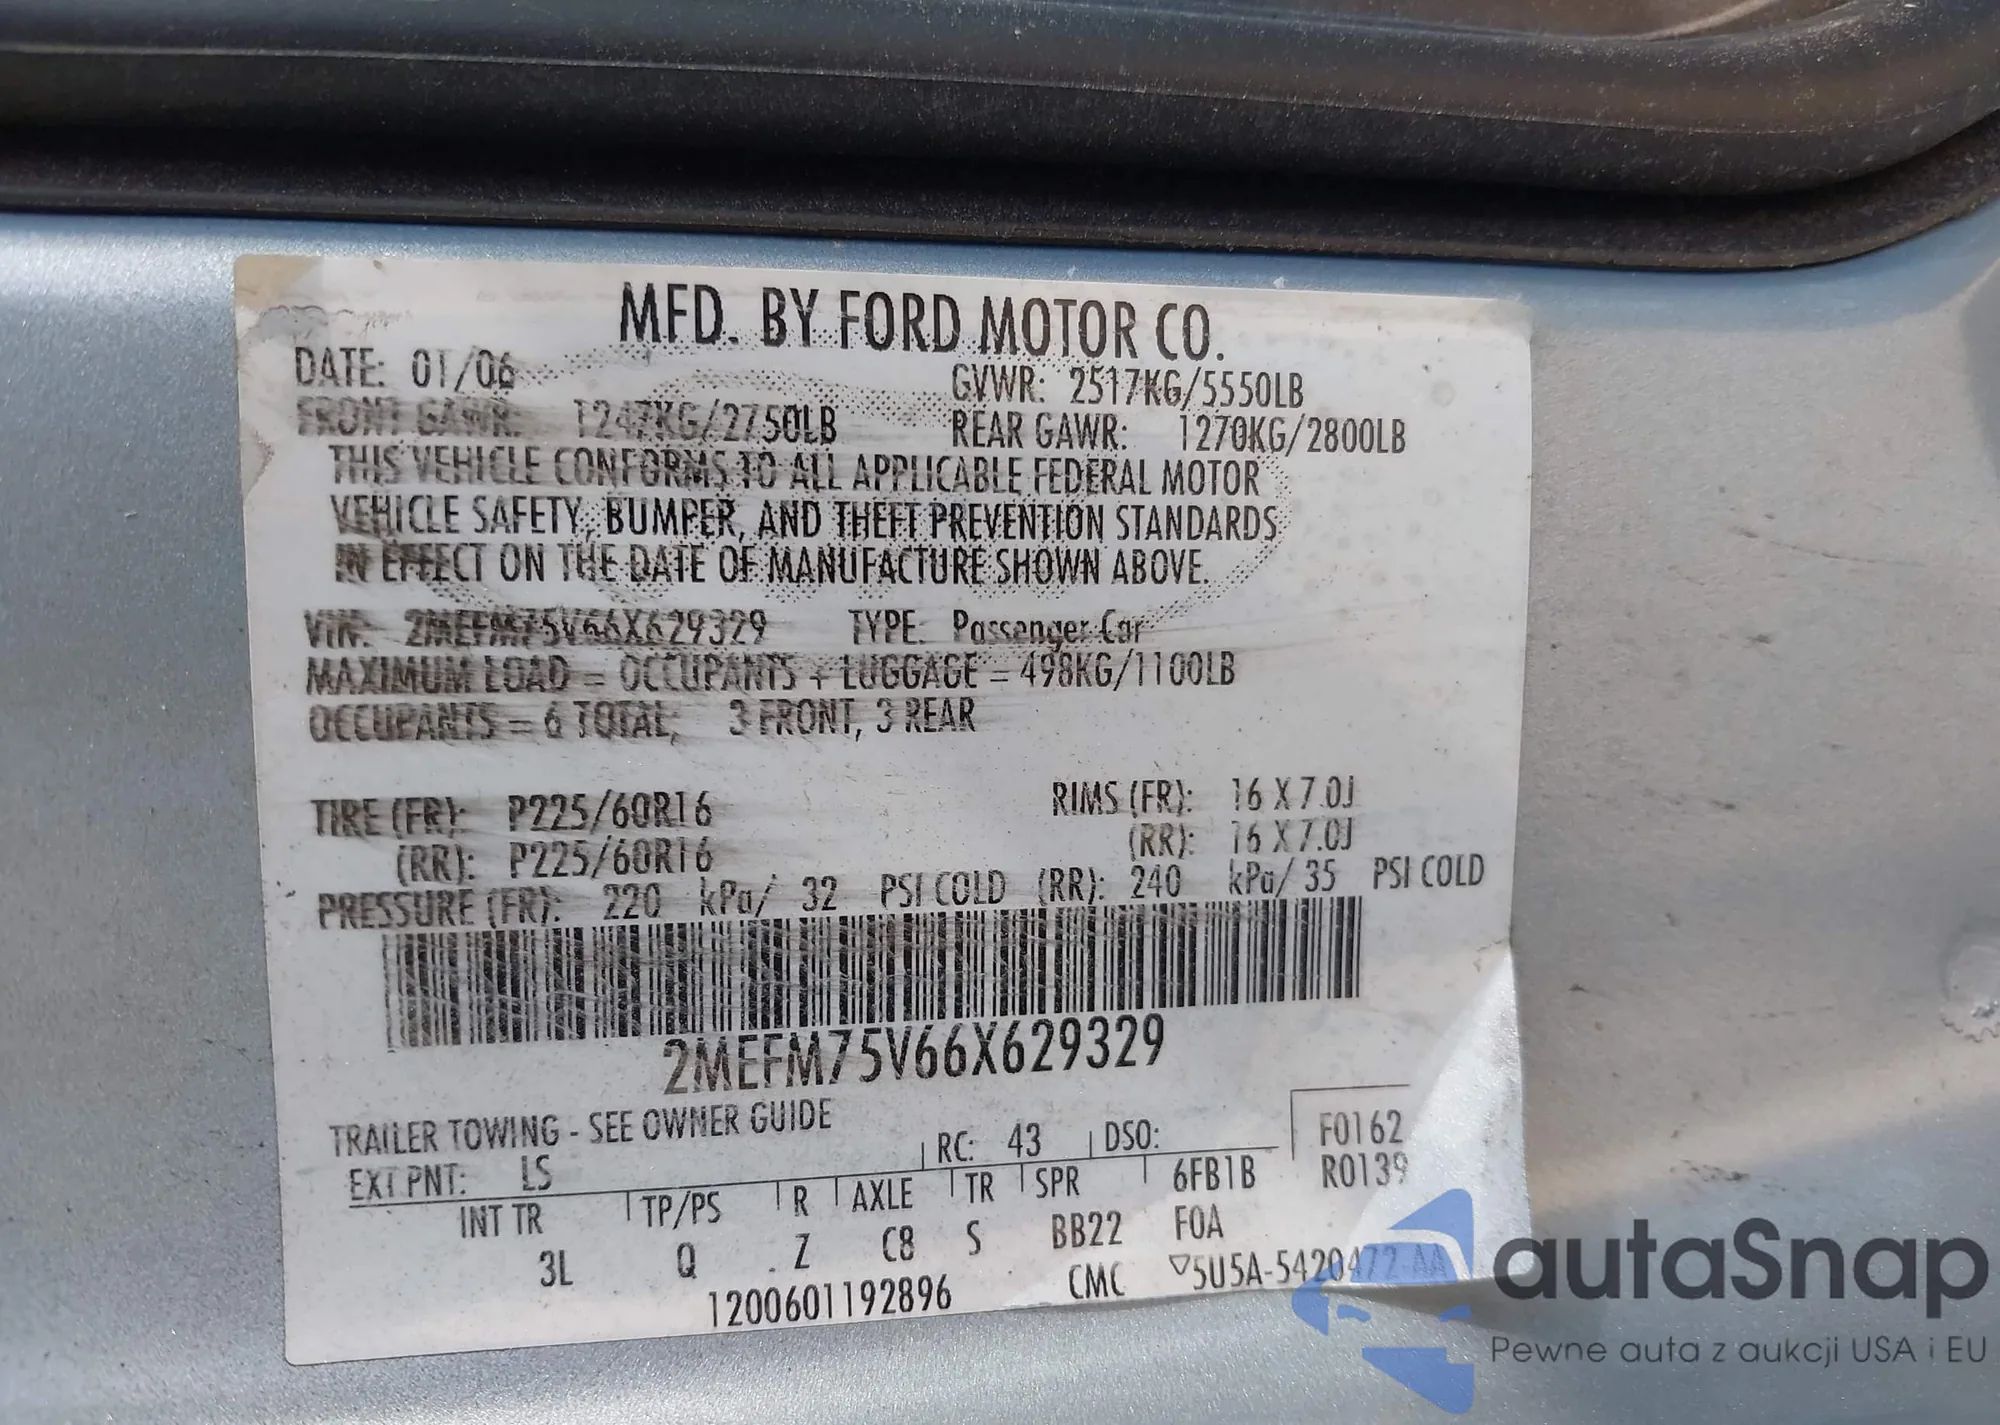 MFD. BY FORD MOTOR CO.
DATE: 01/06 GVWR: 2517KG/5550LB
FRONT GAWR: 1247KG/2750LB REAR GAWR: 1270KG/2800LB
THIS VEHICLE CONFORMS TO ALL APPLICABLE FEDERAL MOTOR
VEHICLE SAFETY, BUMPER, AND THEFT PREVENTION STANDARDS
IN EFFECT ON THE DATE OF MANUFACTURE SHOWN ABOVE.
VIN: 2MEFM75V66X629329 TYPE: Passenger Car
MAXIMUM LOAD = OCCUPANTS + LUGGAGE = 498KG/1100LB
OCCUPANTS = 6 TOTAL, 3 FRONT, 3 REAR
TIRE (FR): P225/60R16 RIMS (FR): 16 X 7.0J
(RR): P225/60R16 (RR): 16 X 7.0J
PRESSURE (FR): 220 kPa/ 32 PSI COLD (RR): 240 kPa/ 35 PSI COLD
2MEFM75V66X629329
TRAILER TOWING - SEE OWNER GUIDE
F0162
EXT PNT: LS RC: 43 DSO: R0139
INT TR TP/PS R AXLE TR SPR 6FB1B
3L Q . Z C8 S BB22 F0A
1200601192896 CMC ▽5U5A-5420472-AA
autaSnap
Pewne auta z aukcji USA i EU